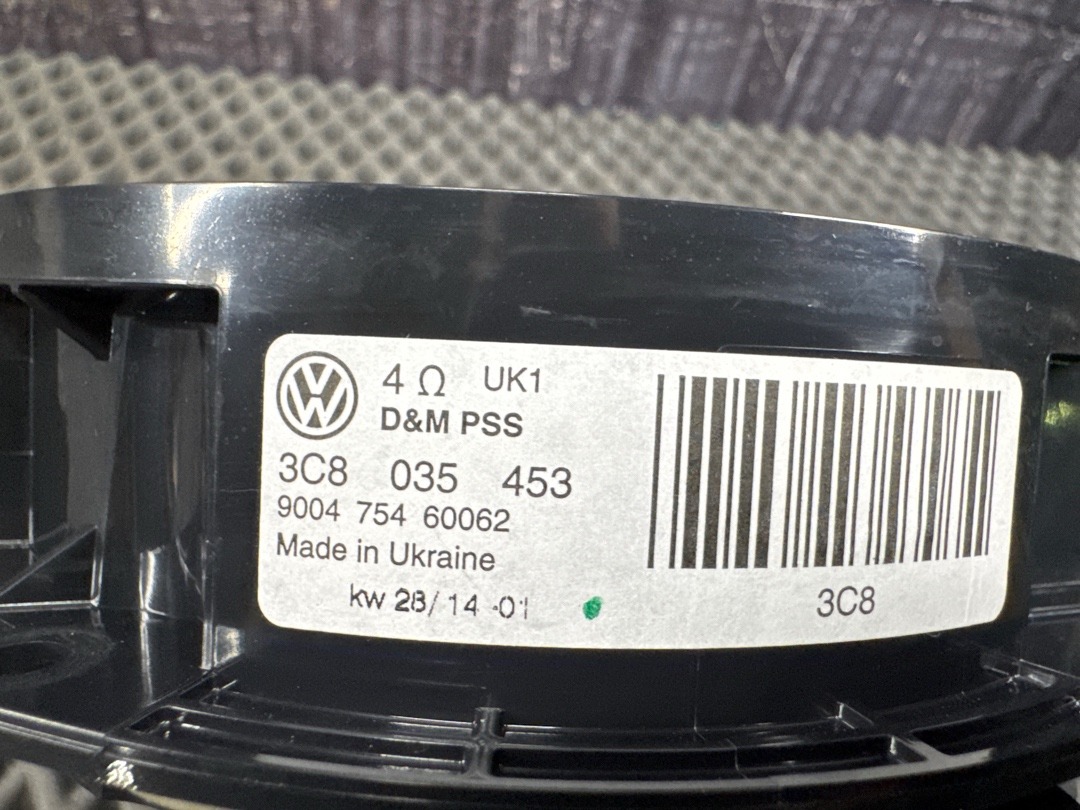 4 Ω UK1
D&M PSS
3C8 035 453
9004 754 60062
Made in Ukraine
kw 28/14 -01
3C8